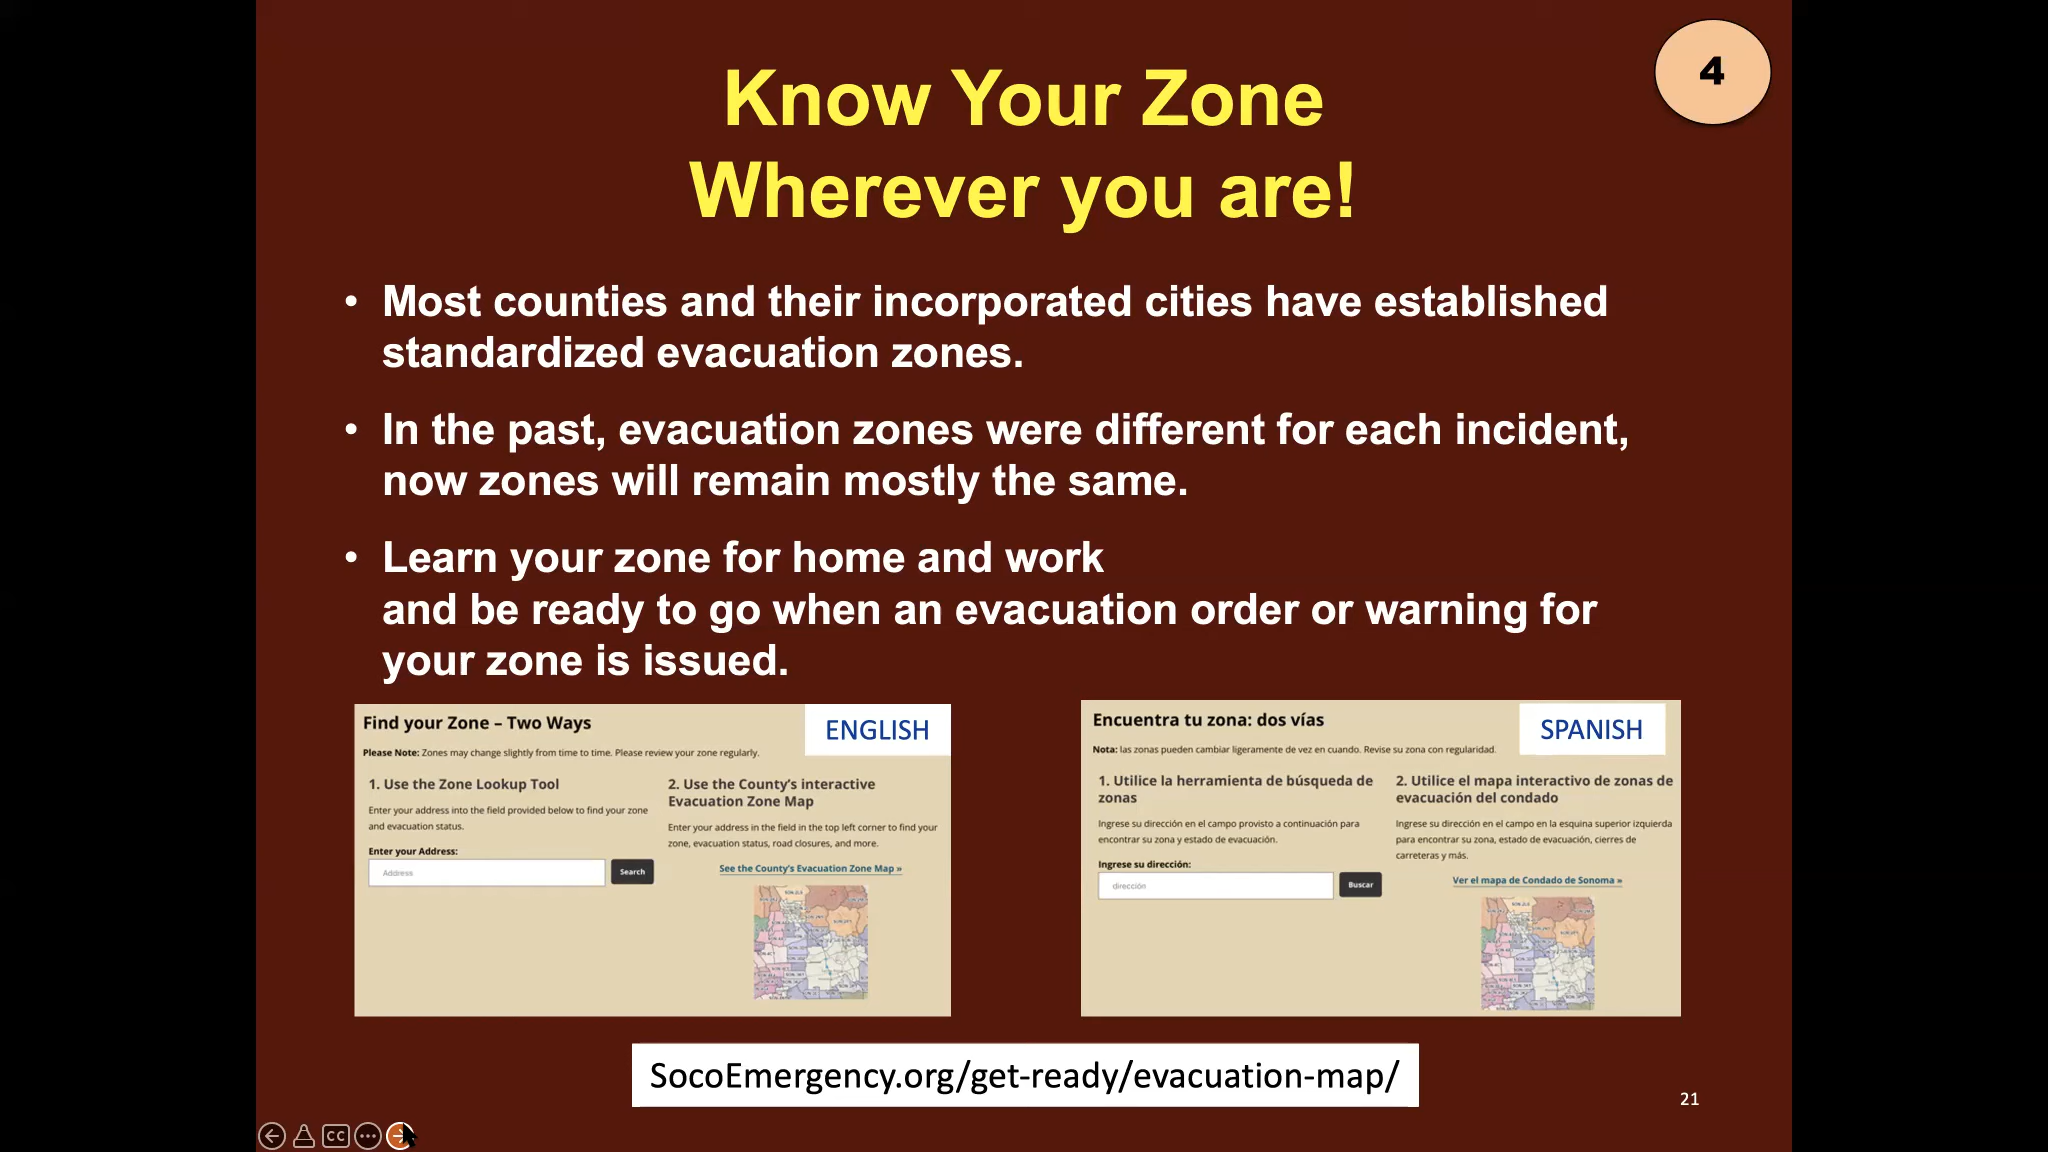 4
Know Your Zone
Wherever you are!
• Most counties and their incorporated cities have established
standardized evacuation zones.
• In the past, evacuation zones were different for each incident,
now zones will remain mostly the same.
• Learn your zone for home and work
and be ready to go when an evacuation order or warning for
your zone is issued.
Find your Zone – Two Ways
ENGLISH
Please Note: Zones may change slightly from time to time. Please review your zone regularly.
1. Use the Zone Lookup Tool
Enter your address into the field provided below to find your zone
and evacuation status.
Enter your Address:
Address
Search
2. Use the County's interactive
Evacuation Zone Map
Enter your address in the field in the top left corner to find your
zone, evacuation status, road closures, and more.
See the County's Evacuation Zone Map »
Encuentra tu zona: dos vías
SPANISH
Nota: las zonas pueden cambiar ligeramente de vez en cuando. Revise su zona con regularidad.
1. Utilice la herramienta de búsqueda de
zonas
Ingrese su dirección en el campo provisto a continuación para
encontrar su zona y estado de evacuación.
Ingrese su dirección:
dirección
Buscar
2. Utilice el mapa interactivo de zonas de
evacuación del condado
Ingrese su dirección en el campo en la esquina superior izquierda
para encontrar su zona, estado de evacuación, cierres de
carreteras y más.
Ver el mapa de Condado de Sonoma »
SocoEmergency.org/get-ready/evacuation-map/
21
CC